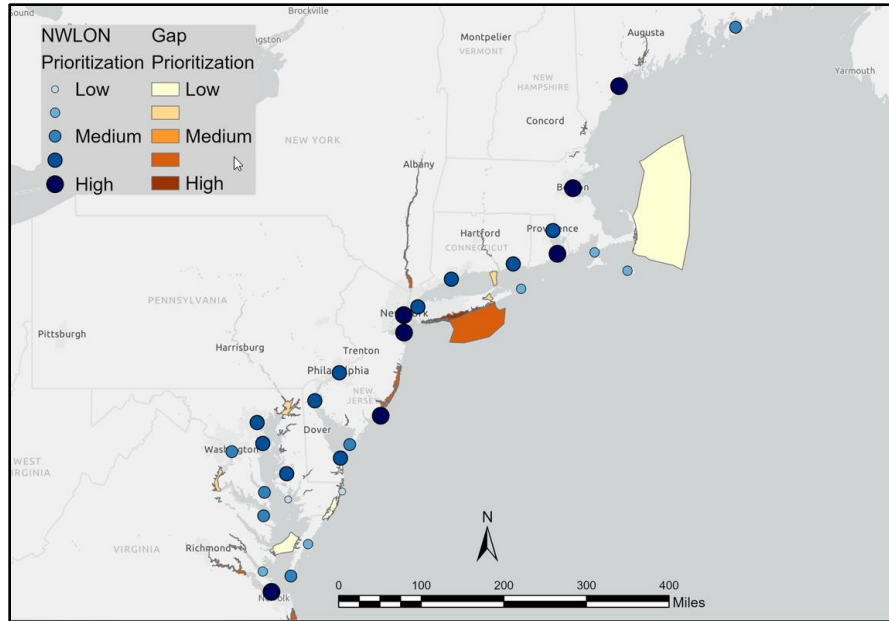 Brockville
Montpelier
VERMONT
Augusta
Yarmouth
NWLON Gap
Prioritization Prioritization
Low Low
Medium Medium
High High
NEW
HAMPSHIRE
Concord
NEW YORK
Albany
Boston
Hartford
Providence
CONNECTICUT
PENNSYLVANIA
New York
Pittsburgh
Harrisburg
Trenton
Philadelphia
NEW
JERSEY
Dover
Washington
WEST
VIRGINIA
N
Richmond
VIRGINIA
Norfolk
0 100 200 300 400
Miles